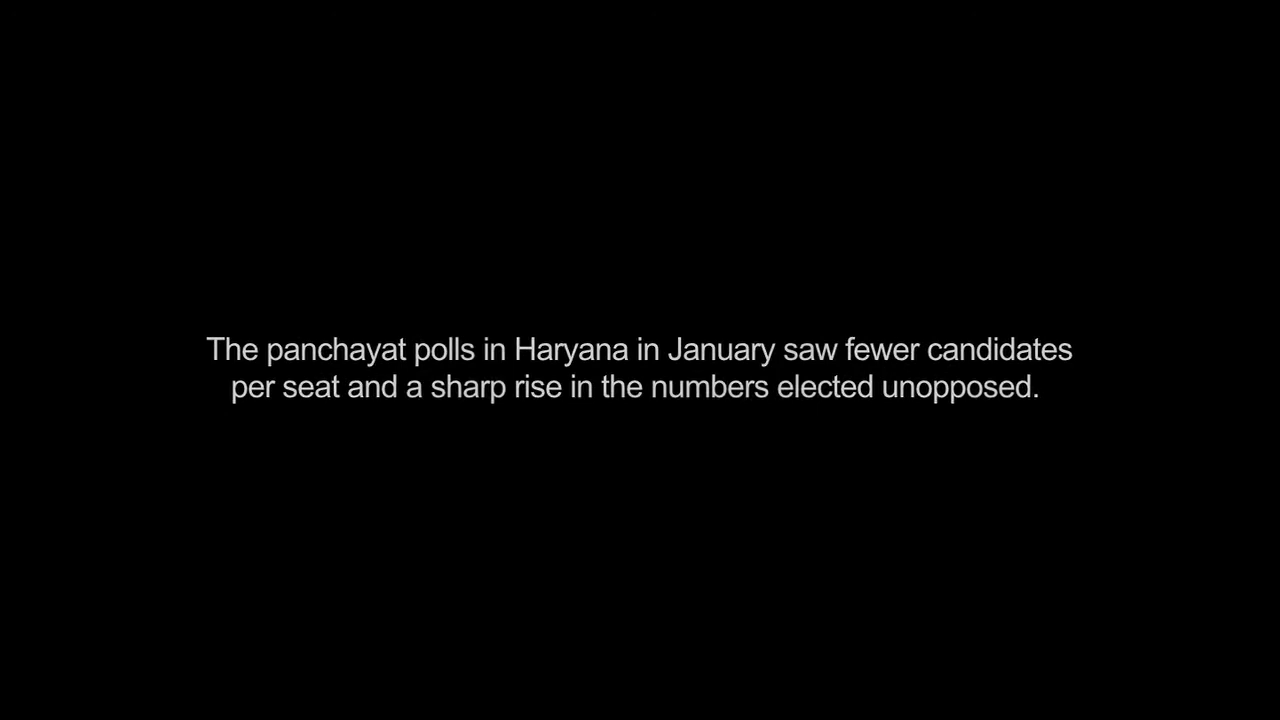 The panchayat polls in Haryana in January saw fewer candidates
per seat and a sharp rise in the numbers elected unopposed.